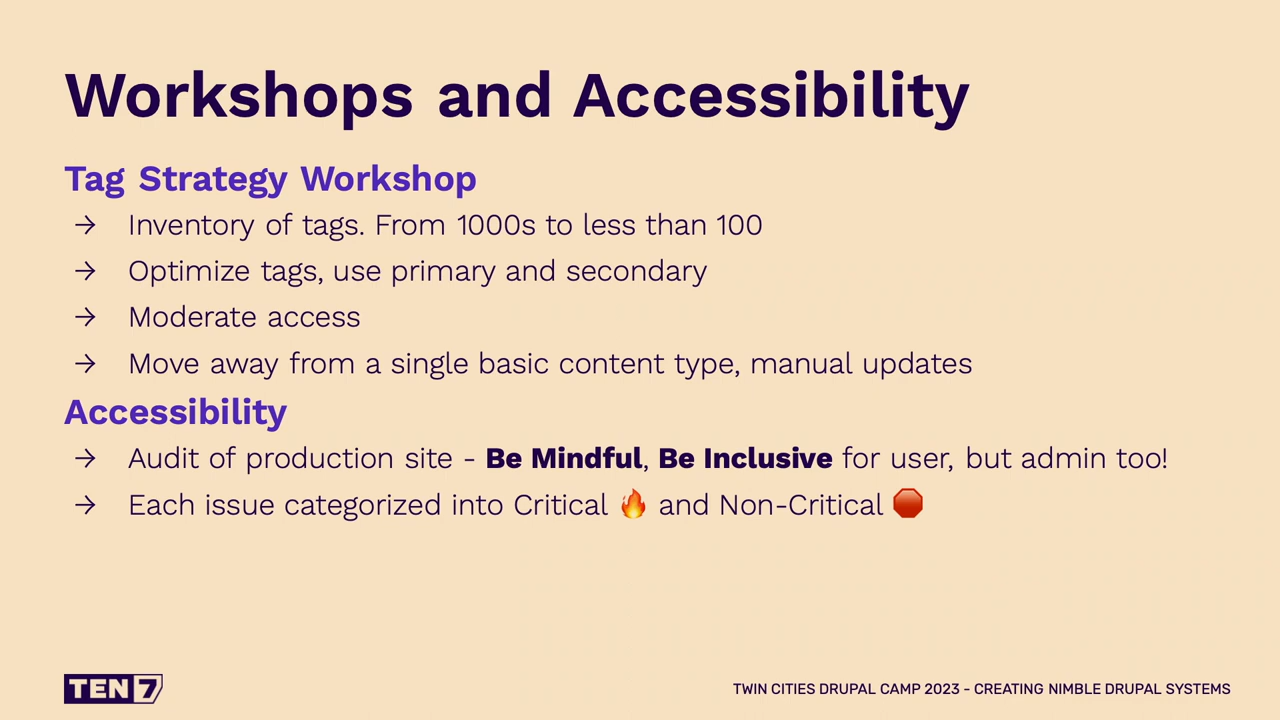 Workshops and Accessibility
Tag Strategy Workshop
→ Inventory of tags. From 1000s to less than 100
→ Optimize tags, use primary and secondary
→ Moderate access
→ Move away from a single basic content type, manual updates
Accessibility
→ Audit of production site - Be Mindful, Be Inclusive for user, but admin too!
→ Each issue categorized into Critical 🔥 and Non-Critical 🛑
TEN7
TWIN CITIES DRUPAL CAMP 2023 - CREATING NIMBLE DRUPAL SYSTEMS